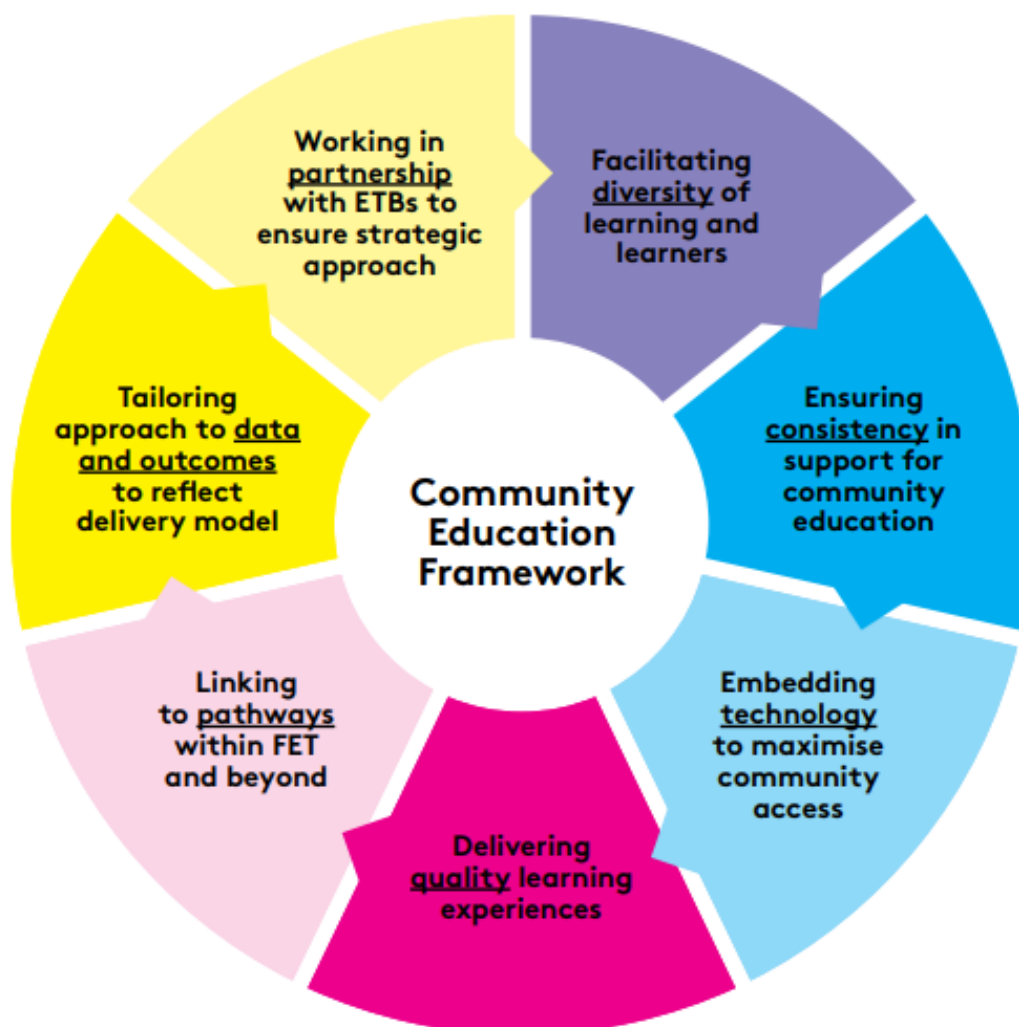 Community
Education
Framework
Working in
partnership
with ETBs to
ensure strategic
approach
Facilitating
diversity of
learning and
learners
Ensuring
consistency in
support for
community
education
Embedding
technology
to maximise
community
access
Delivering
quality learning
experiences
Linking
to pathways
within FET
and beyond
Tailoring
approach to data
and outcomes
to reflect
delivery model